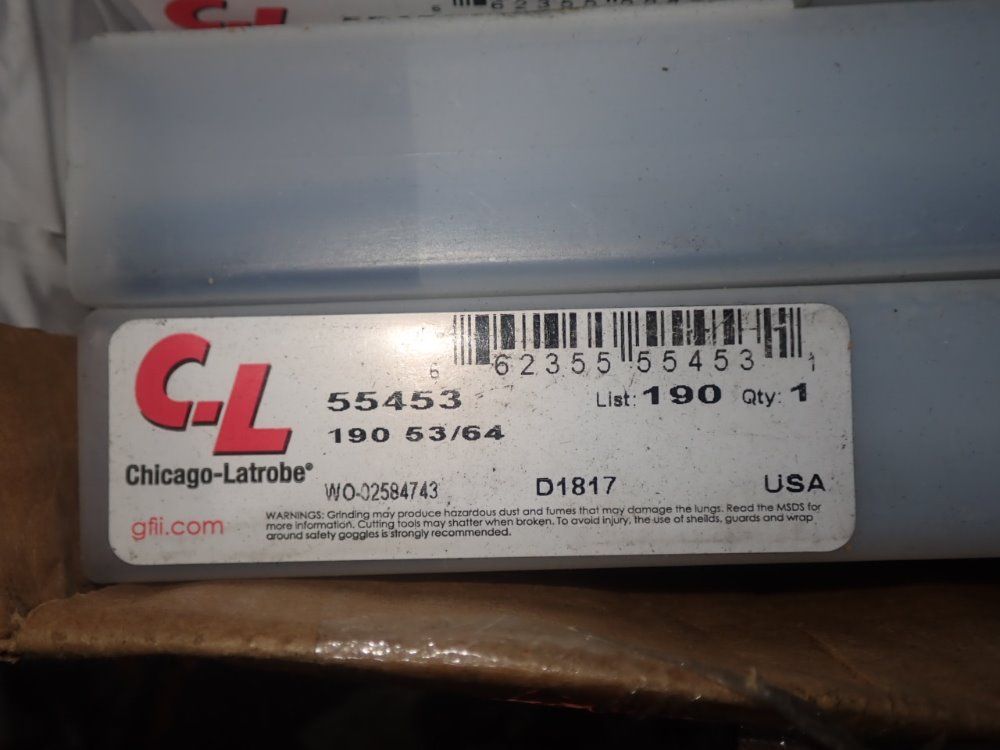 C-L
Chicago-Latrobe®
gfii.com
6 62355 55453 1
55453
List: 190 Qty: 1
190 53/64
WO-02584743 D1817 USA
WARNINGS: Grinding may produce hazardous dust and fumes that may damage the lungs. Read the MSDS for
more information. Cutting tools may shatter when broken. To avoid injury, the use of sheilds, guards and wrap
around safety goggles is strongly recommended.